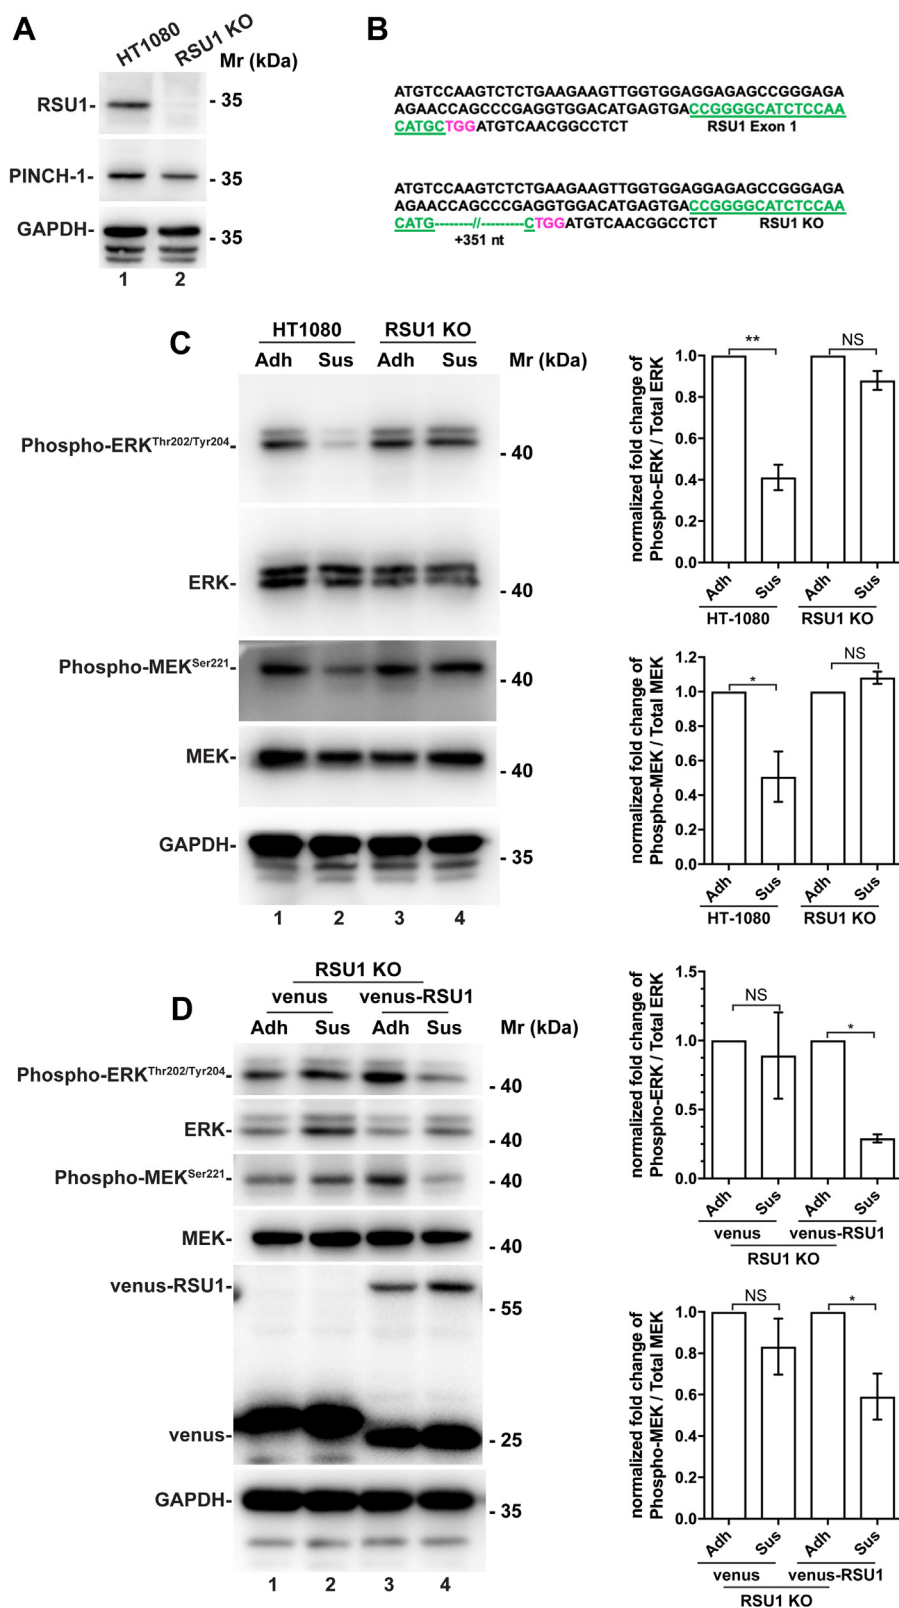 A
HT1080
RSU1 KO
Mr (kDa)
RSU1-
- 35
PINCH-1-
- 35
GAPDH-
- 35
1 2
B
ATGTCCAAGTCTCTGAAGAAGTTGGTGGAGGAGAGCCGGGAGA
AGAACCAGCCCGAGGTGGACATGAGTGACCGGGGCATCTCCAA
CATGCTGGATGTCAACGGCCTCT RSU1 Exon 1
ATGTCCAAGTCTCTGAAGAAGTTGGTGGAGGAGAGCCGGGAGA
AGAACCAGCCCGAGGTGGACATGAGTGACCGGGGCATCTCCAA
CATG---------//---------CTGGATGTCAACGGCCTCT RSU1 KO
+351 nt
C
HT1080 RSU1 KO
Adh Sus Adh Sus Mr (kDa)
Phospho-ERKThr202/Tyr204-
- 40
ERK-
- 40
Phospho-MEKSer221-
- 40
MEK-
- 40
GAPDH-
- 35
1 2 3 4
normalized fold change of
Phospho-ERK / Total ERK
1.0
0.8
0.6
0.4
0.2
0.0
** NS
Adh Sus Adh Sus
HT-1080 RSU1 KO
normalized fold change of
Phospho-MEK / Total MEK
1.2
1.0
0.8
0.6
0.4
0.2
0.0
* NS
Adh Sus Adh Sus
HT-1080 RSU1 KO
D
RSU1 KO
venus venus-RSU1
Adh Sus Adh Sus Mr (kDa)
Phospho-ERKThr202/Tyr204-
- 40
ERK-
- 40
Phospho-MEKSer221-
- 40
MEK-
- 40
venus-RSU1-
- 55
venus-
- 25
GAPDH-
- 35
1 2 3 4
normalized fold change of
Phospho-ERK / Total ERK
1.5
1.0
0.5
0.0
NS *
Adh Sus Adh Sus
venus venus-RSU1
RSU1 KO
normalized fold change of
Phospho-MEK / Total MEK
1.0
0.8
0.6
0.4
0.2
0.0
NS *
Adh Sus Adh Sus
venus venus-RSU1
RSU1 KO